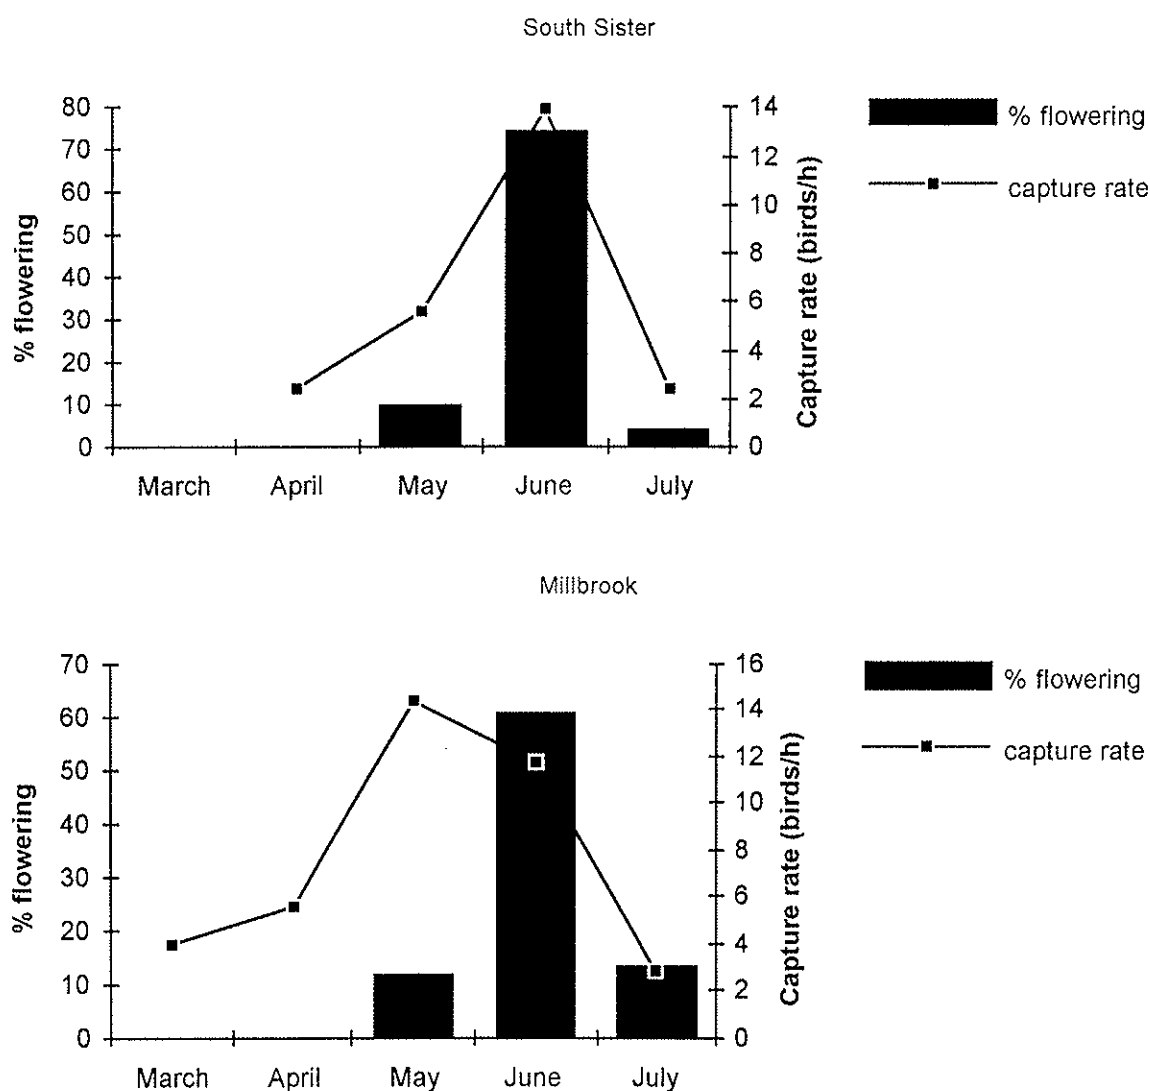 South Sister
80
70
60
50
40
30
20
10
0
% flowering
14
12
10
8
6
4
2
0
Capture rate (birds/h)
% flowering
capture rate
March April May June July
Millbrook
70
60
50
40
30
20
10
0
% flowering
16
14
12
10
8
6
4
2
0
Capture rate (birds/h)
% flowering
capture rate
March April May June July